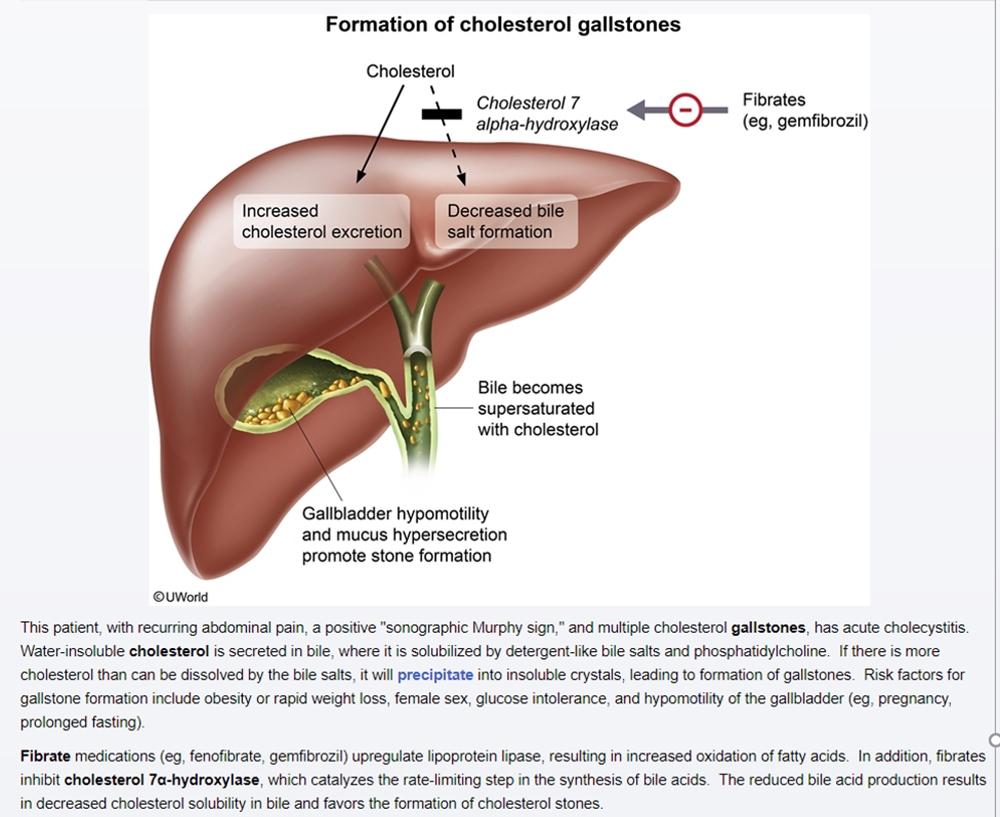 Formation of cholesterol gallstones
Cholesterol
Cholesterol 7
alpha-hydroxylase
Fibrates
(eg, gemfibrozil)
Increased
cholesterol excretion
Decreased bile
salt formation
Bile becomes
supersaturated
with cholesterol
Gallbladder hypomotility
and mucus hypersecretion
promote stone formation
©UWorld
This patient, with recurring abdominal pain, a positive "sonographic Murphy sign," and multiple cholesterol gallstones, has acute cholecystitis.
Water-insoluble cholesterol is secreted in bile, where it is solubilized by detergent-like bile salts and phosphatidylcholine. If there is more
cholesterol than can be dissolved by the bile salts, it will precipitate into insoluble crystals, leading to formation of gallstones. Risk factors for
gallstone formation include obesity or rapid weight loss, female sex, glucose intolerance, and hypomotility of the gallbladder (eg, pregnancy,
prolonged fasting).
Fibrate medications (eg, fenofibrate, gemfibrozil) upregulate lipoprotein lipase, resulting in increased oxidation of fatty acids. In addition, fibrates
inhibit cholesterol 7α-hydroxylase, which catalyzes the rate-limiting step in the synthesis of bile acids. The reduced bile acid production results
in decreased cholesterol solubility in bile and favors the formation of cholesterol stones.